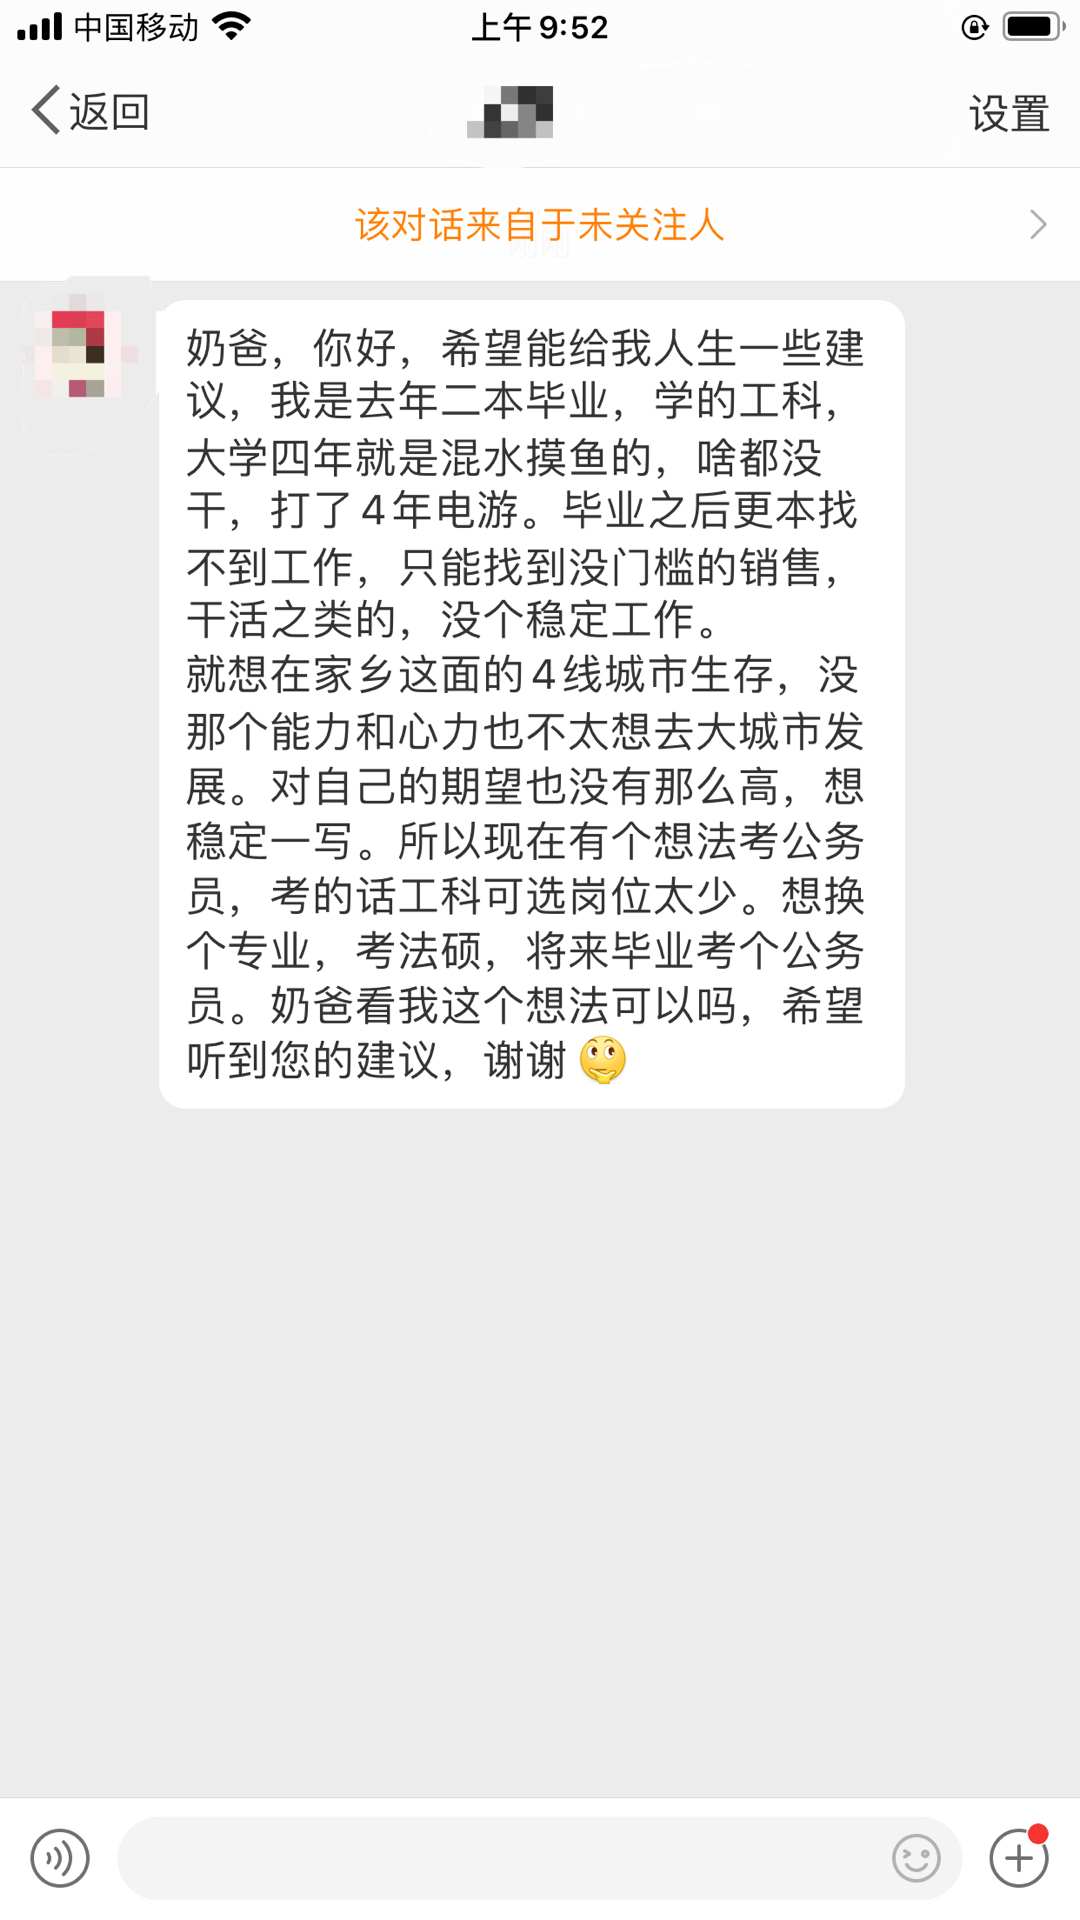 中国移动
上午 9:52
返回
设置
该对话来自于未关注人
刚刚
奶爸，你好，希望能给我人生一些建
议，我是去年二本毕业，学的工科，
大学四年就是混水摸鱼的，啥都没
干，打了4年电游。毕业之后更本找
不到工作，只能找到没门槛的销售，
干活之类的，没个稳定工作。
就想在家乡这面的4线城市生存，没
那个能力和心力也不太想去大城市发
展。对自己的期望也没有那么高，想
稳定一写。所以现在有个想法考公务
员，考的话工科可选岗位太少。想换
个专业，考法硕，将来毕业考个公务
员。奶爸看我这个想法可以吗，希望
听到您的建议，谢谢